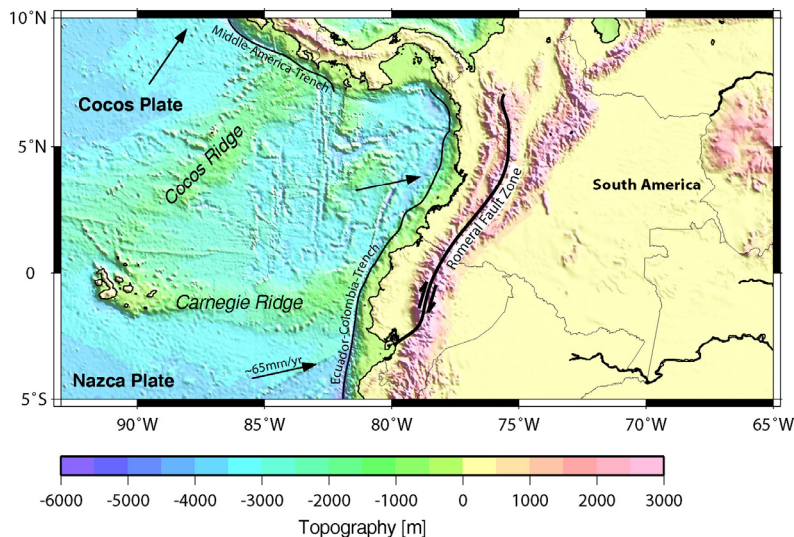 10°N
Middle-America-Trench
Cocos Plate
Cocos Ridge
5°N
South America
Romeral Fault Zone
0
Carnegie Ridge
Ecuador-Colombia-Trench
~65mm/yr
Nazca Plate
5°S
90°W 85°W 80°W 75°W 70°W 65°W
-6000 -5000 -4000 -3000 -2000 -1000 0 1000 2000 3000
Topography [m]